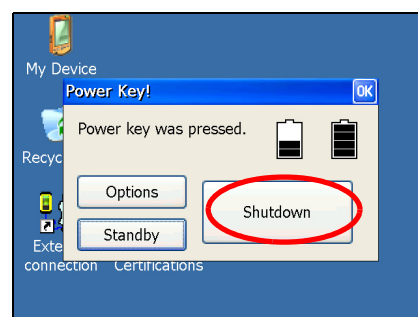 My Device
Power Key!
OK
Power key was pressed.
Recyc
Options
Shutdown
Standby
Exte
connection Certifications